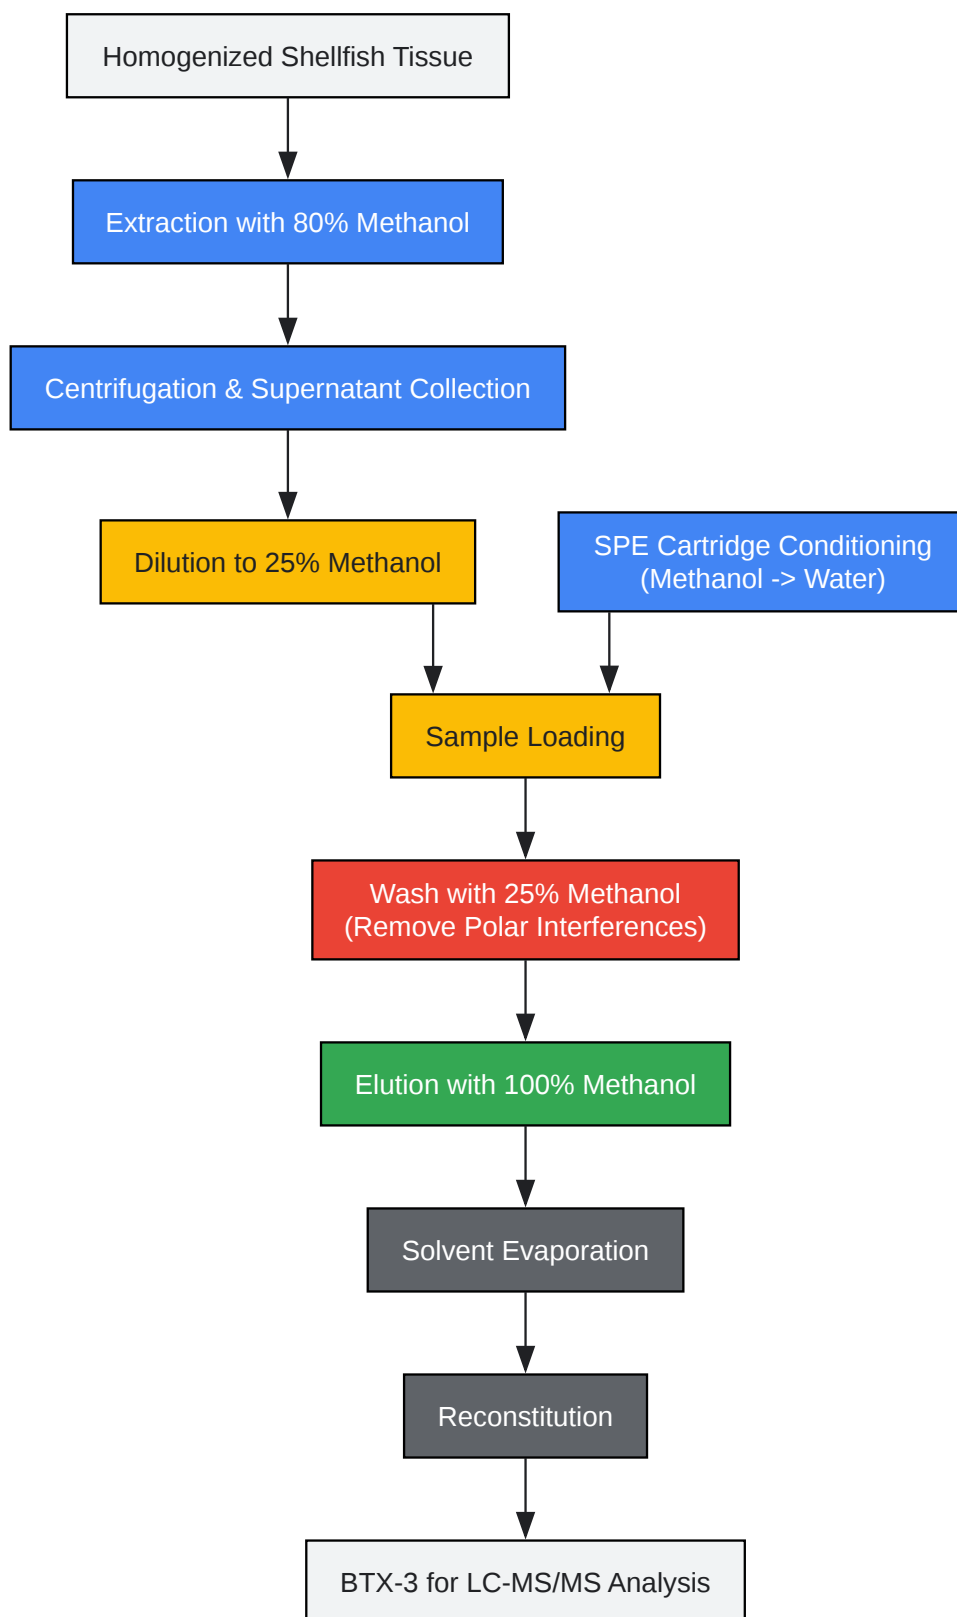 Homogenized Shellfish Tissue
Extraction with 80% Methanol
Centrifugation & Supernatant Collection
Dilution to 25% Methanol
SPE Cartridge Conditioning
(Methanol -> Water)
Sample Loading
Wash with 25% Methanol
(Remove Polar Interferences)
Elution with 100% Methanol
Solvent Evaporation
Reconstitution
BTX-3 for LC-MS/MS Analysis